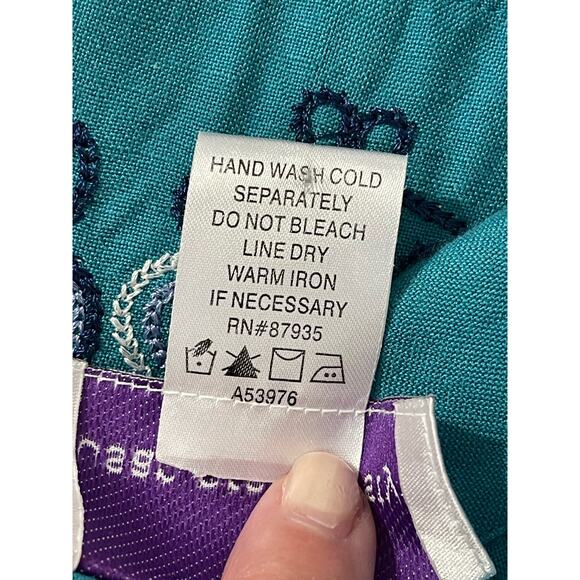 HAND WASH COLD
SEPARATELY
DO NOT BLEACH
LINE DRY
WARM IRON
IF NECESSARY
RN#87935
A53976